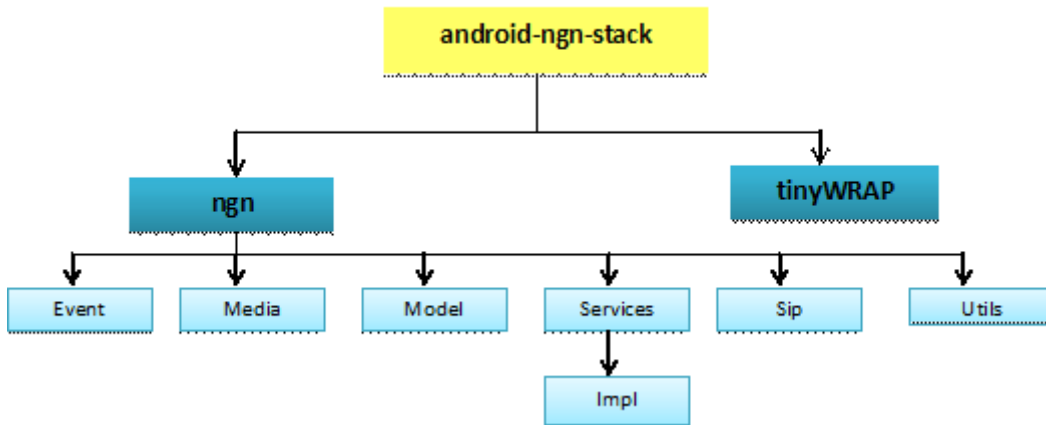 android-ngn-stack
ngn
tinyWRAP
Event
Media
Model
Services
Sip
Utils
Impl